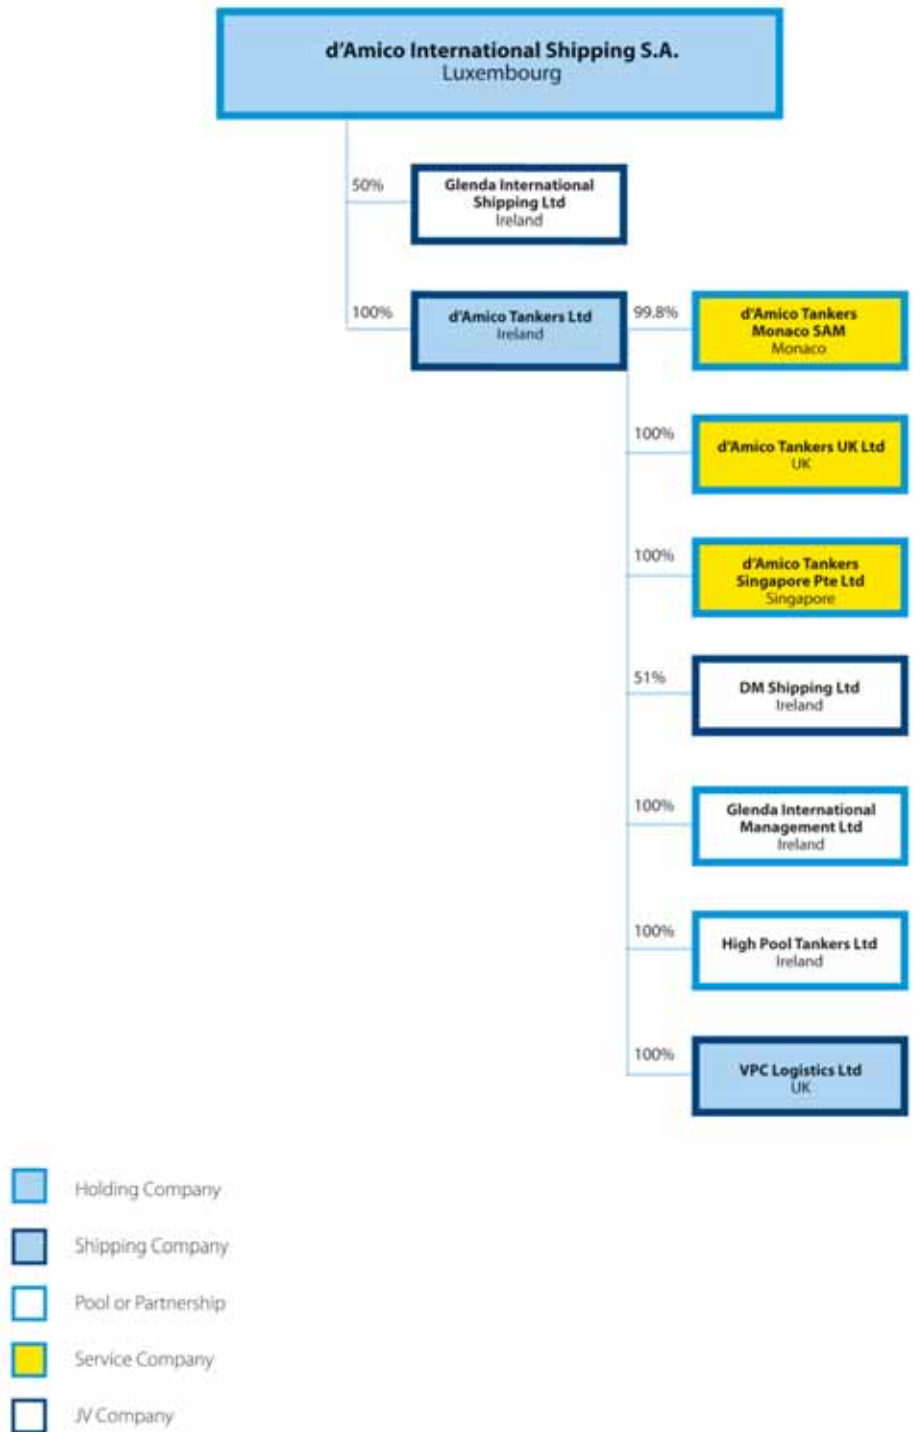 d'Amico International Shipping S.A.
Luxembourg
50%
Glenda International
Shipping Ltd
Ireland
100%
d'Amico Tankers Ltd
Ireland
99.8%
d'Amico Tankers
Monaco SAM
Monaco
100%
d'Amico Tankers UK Ltd
UK
100%
d'Amico Tankers
Singapore Pte Ltd
Singapore
51%
DM Shipping Ltd
Ireland
100%
Glenda International
Management Ltd
Ireland
100%
High Pool Tankers Ltd
Ireland
100%
VPC Logistics Ltd
UK
Holding Company
Shipping Company
Pool or Partnership
Service Company
JV Company